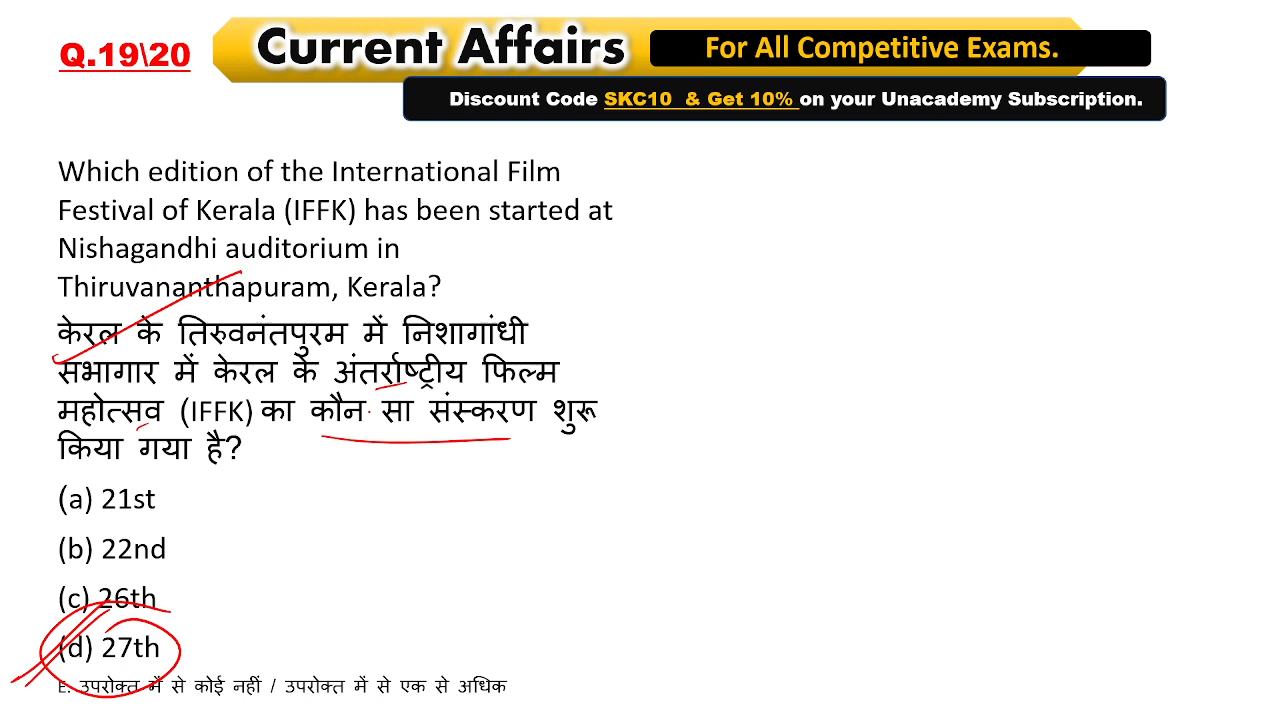 Q.19\20
Current Affairs
For All Competitive Exams.
Discount Code SKC10 & Get 10% on your Unacademy Subscription.
Which edition of the International Film
Festival of Kerala (IFFK) has been started at
Nishagandhi auditorium in
Thiruvananthapuram, Kerala?
केरल के तिरुवनंतपुरम में निशागांधी
सभागार में केरल के अंतर्राष्ट्रीय फिल्म
महोत्सव (IFFK) का कौन सा संस्करण शुरू
किया गया है?
(a) 21st
(b) 22nd
(c) 26th
(d) 27th
E. उपरोक्त में से कोई नहीं / उपरोक्त में से एक से अधिक